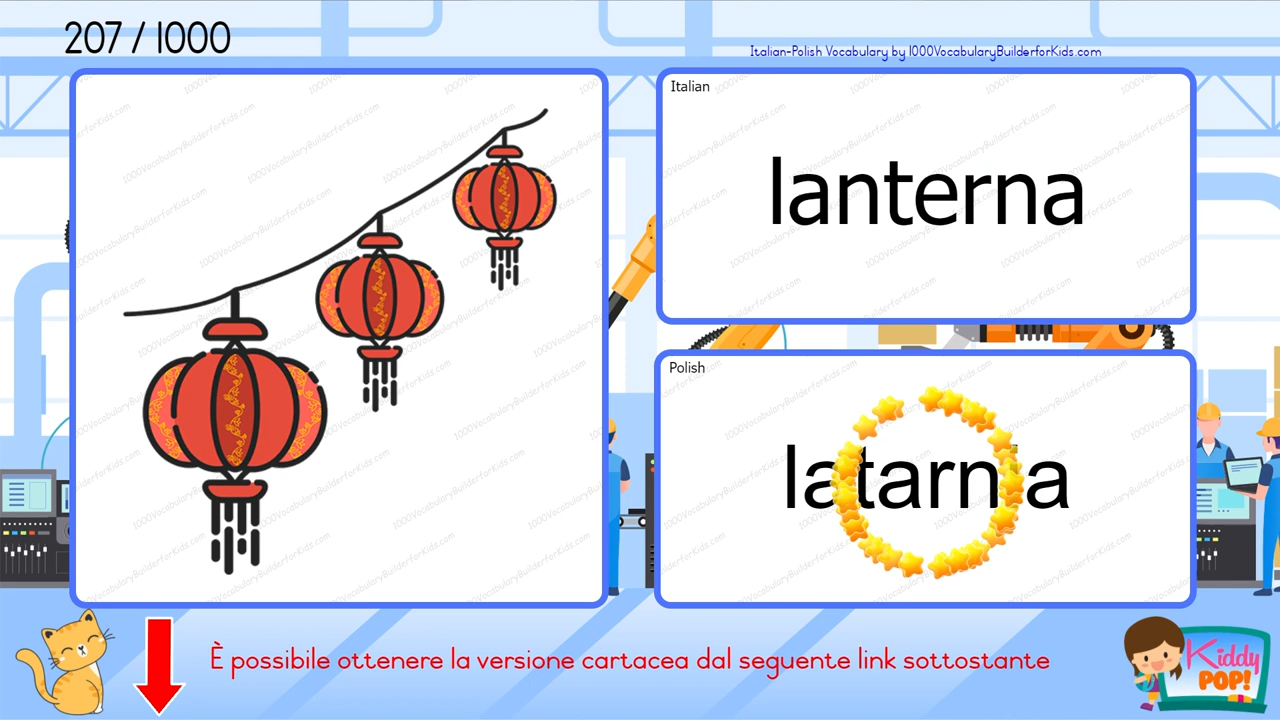 207 / 1000
Italian-Polish Vocabulary by 1000VocabularyBuilderforKids.com
Italian
lanterna
Polish
latarnia
È possibile ottenere la versione cartacea dal seguente link sottostante
Kiddy
POP!